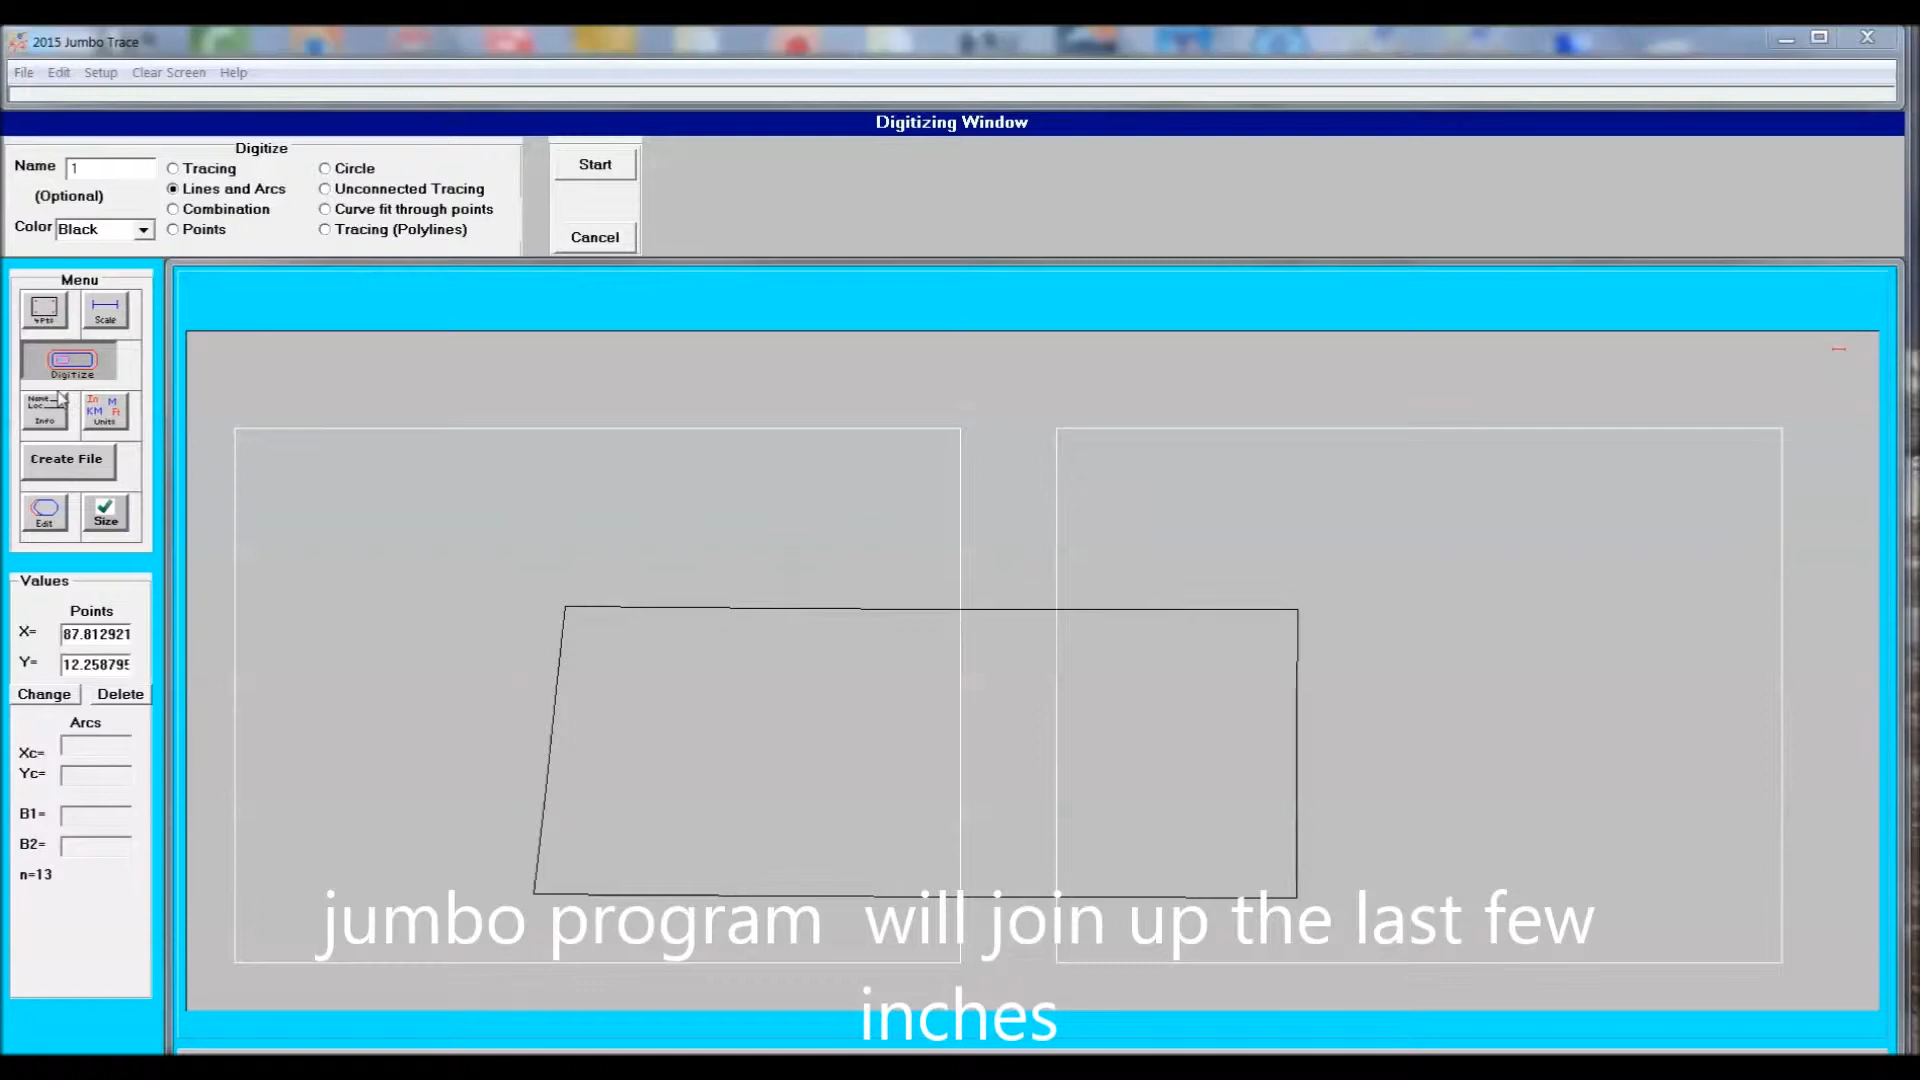 2015 Jumbo Trace
File Edit Setup Clear Screen Help
Digitizing Window
Digitize
Name 1
(Optional)
Color Black
Tracing
Lines and Arcs
Combination
Points
Circle
Unconnected Tracing
Curve fit through points
Tracing (Polylines)
Start
Cancel
Menu
4Pts Scale
Digitize
Name
Loc
Info
In M
KM Ft
Units
Create File
Edit Size
Values
Points
X= 87.812921
Y= 12.258795
Change Delete
Arcs
Xc=
Yc=
B1=
B2=
n=13
jumbo program will join up the last few
inches